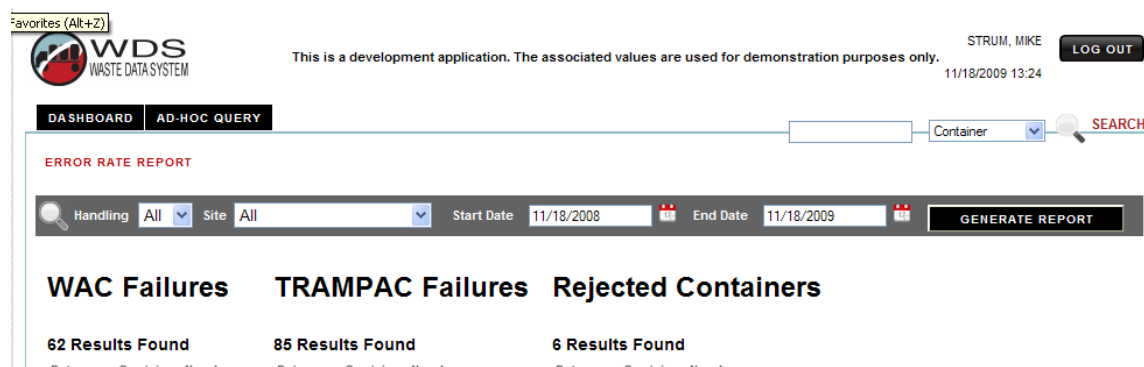 Favorites (Alt+Z)
WDS
WASTE DATA SYSTEM
This is a development application. The associated values are used for demonstration purposes only.
STRUM, MIKE
11/18/2009 13:24
LOG OUT
DASHBOARD AD-HOC QUERY
Container
SEARCH
ERROR RATE REPORT
Handling All Site All Start Date 11/18/2008 End Date 11/18/2009 GENERATE REPORT
WAC Failures TRAMPAC Failures Rejected Containers
62 Results Found 85 Results Found 6 Results Found